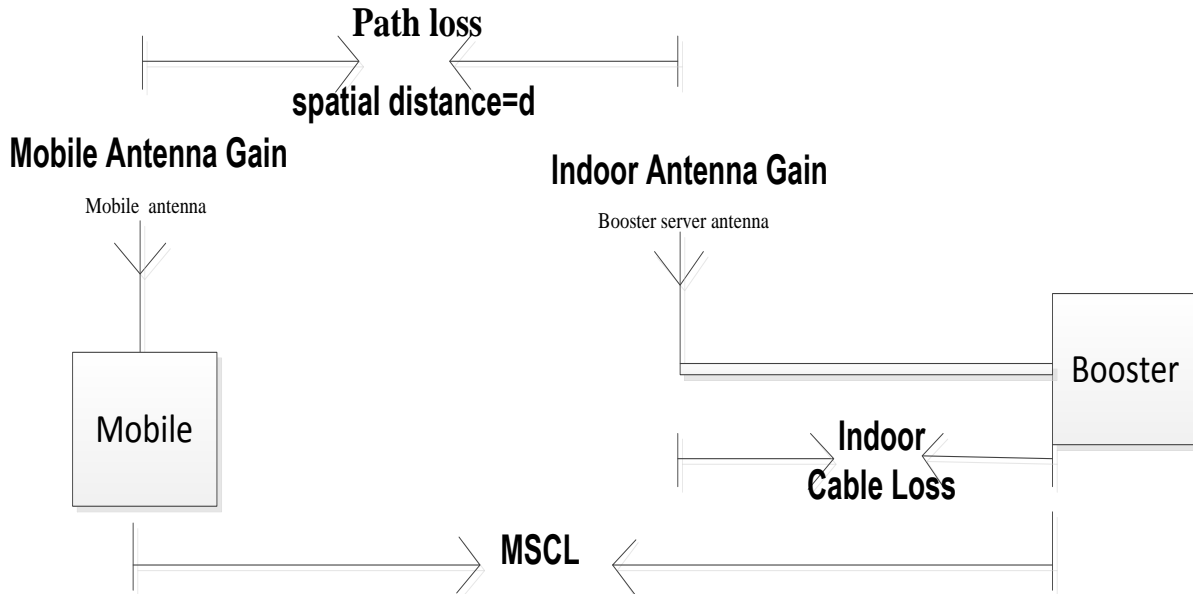 Path loss
spatial distance=d
Mobile Antenna Gain
Indoor Antenna Gain
Mobile antenna
Booster server antenna
Booster
Mobile
Indoor
Cable Loss
MSCL